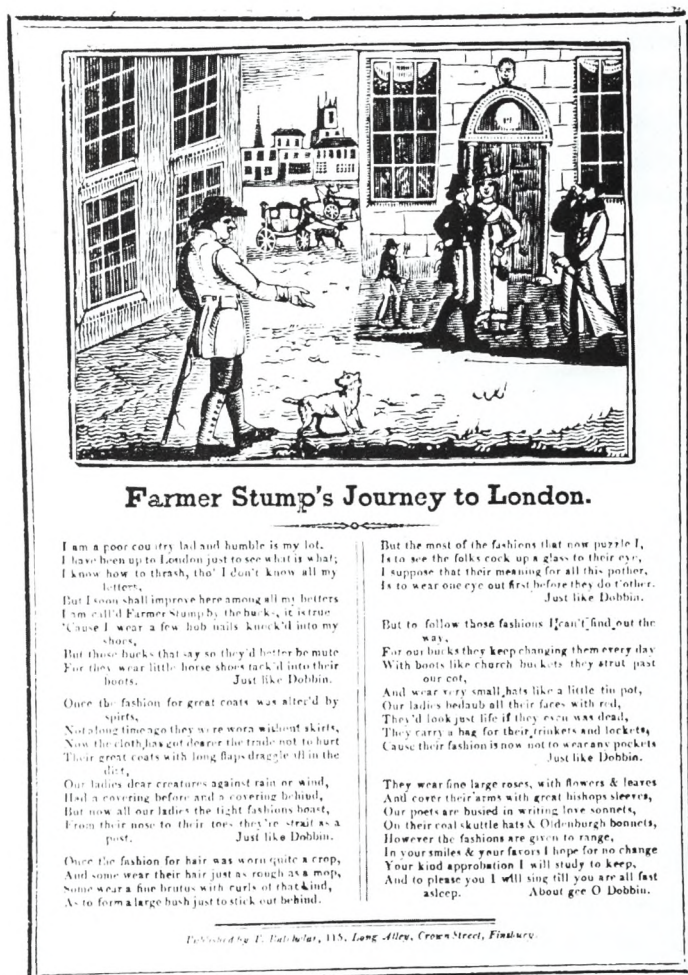 Farmer Stump's Journey to London.
I am a poor country lad and humble is my lot,
I have been up to London just to see what is what;
I know how to thrash, tho' I don't know all my
letters,
But I soon shall improve here among all my betters
I am call'd Farmer Stump by the bucks, it is true
'Cause I wear a few hob nails knock'd into my
shoes,
But those bucks that say so they'd better be mute
For they wear little horse shoes tack'd into their
boots. Just like Dobbin.
Once the fashion for great coats was alter'd by
spirts,
Not along time ago they were worn without skirts,
Now the cloth has got dearer the trade not to hurt
Their great coats with long flaps draggle ill in the
dirt,
Our ladies dear creatures against rain or wind,
Had a covering before and a covering behind,
But now all our ladies the tight fashions boast,
From their nose to their toes they're strait as a
post. Just like Dobbin.
Once the fashion for hair was worn quite a crop,
And some wear their hair just as rough as a mop,
Some wear a fine brutus with curls of that kind,
As to form a large bush just to stick out behind.
But the most of the fashions that now puzzle I,
Is to see the folks cock up a glass to their eye,
I suppose that their meaning for all this pother,
Is to wear one eye out first before they do t'other.
Just like Dobbin.
But to follow those fashions I can't find out the
way,
For our bucks they keep changing them every day
With boots like church buckets they strut past
our cot,
And wear very small hats like a little tin pot,
Our ladies bedaub all their faces with red,
They'd look just life if they even was dead,
They carry a bag for their trinkets and lockets,
Cause their fashion is now not to wear any pockets
Just like Dobbin.
They wear fine large roses, with flowers & leaves
And cover their arms with great bishops sleeves,
Our poets are busied in writing love sonnets,
On their coal skuttle hats & Oldenburgh bonnets,
However the fashions are given to range,
In your smiles & your favors I hope for no change
Your kind approbation I will study to keep,
And to please you I will sing till you are all fast
asleep. About gee O Dobbin.
Published by T. Batchelar, 115, Long Alley, Crown Street, Finsbury.